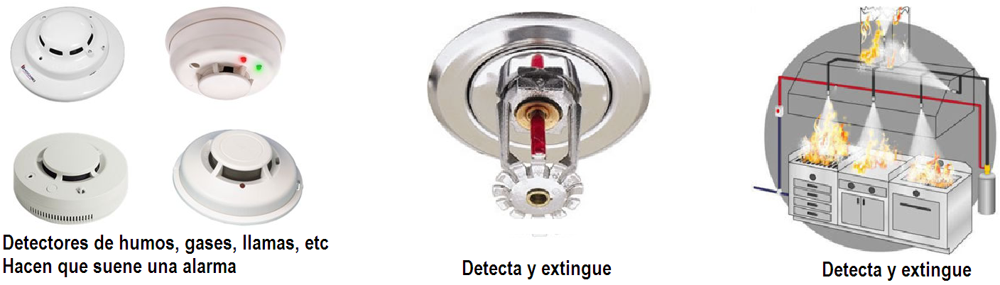 Detectores de humos, gases, llamas, etc
Hacen que suene una alarma
Detecta y extingue
Detecta y extingue